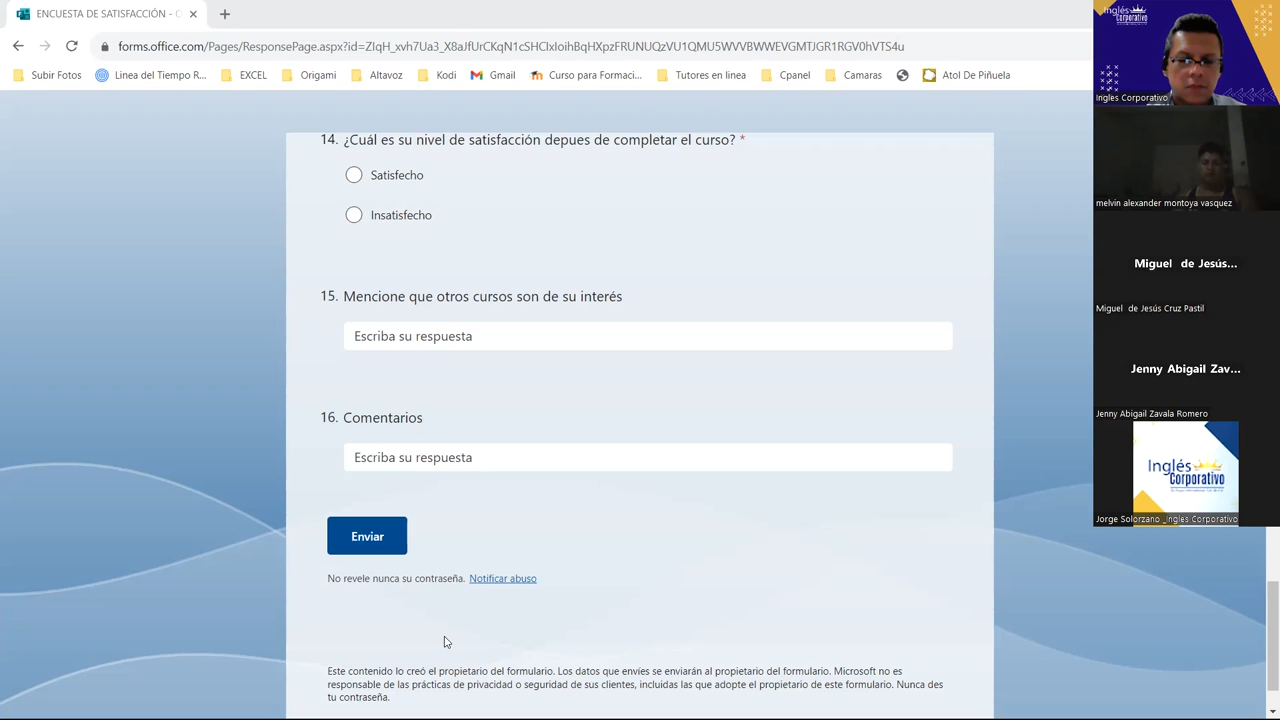 ENCUESTA DE SATISFACCIÓN - C
forms.office.com/Pages/ResponsePage.aspx?id=ZIqH_xvh7Ua3_X8aJfUrCKqN1cSHCIxIoihBqHXpzFRUNUQzVU1QMU5WVVBWWEVGMTJGR1RGV0hVTS4u
Subir Fotos
Linea del Tiempo R...
EXCEL
Origami
Altavoz
Kodi
Gmail
Curso para Formaci...
Tutores en linea
Cpanel
Camaras
Atol De Piñuela
14. ¿Cuál es su nivel de satisfacción depues de completar el curso? *
Satisfecho
Insatisfecho
15. Mencione que otros cursos son de su interés
Escriba su respuesta
16. Comentarios
Escriba su respuesta
Enviar
No revele nunca su contraseña. Notificar abuso
Este contenido lo creó el propietario del formulario. Los datos que envíes se enviarán al propietario del formulario. Microsoft no es
responsable de las prácticas de privacidad o seguridad de sus clientes, incluidas las que adopte el propietario de este formulario. Nunca des
tu contraseña.
Inglés
Corporativo
Ingles Corporativo
melvin alexander montoya vasquez
Miguel de Jesús...
Miguel de Jesús Cruz Pastil
Jenny Abigail Zav...
Jenny Abigail Zavala Romero
Inglés
Corporativo
Jorge Solorzano _Ingles Corporativo